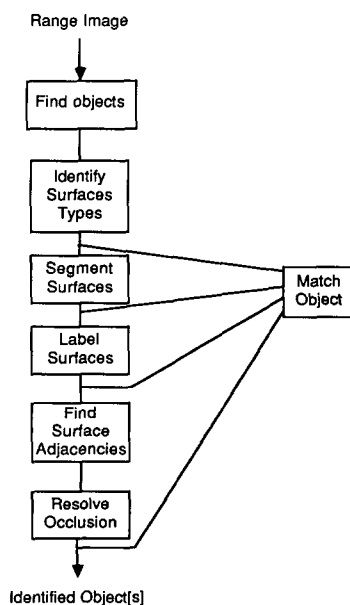 Range Image
Find objects
Identify
Surfaces
Types
Segment
Surfaces
Match
Object
Label
Surfaces
Find
Surface
Adjacencies
Resolve
Occlusion
Identified Object[s]